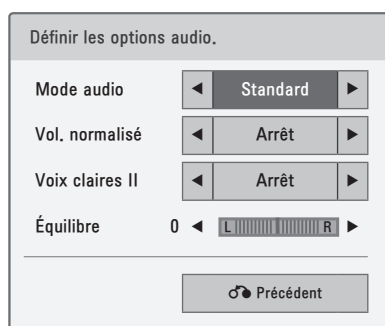 Définir les options audio.
Mode audio ◄ Standard ►
Vol. normalisé ◄ Arrêt ►
Voix claires II ◄ Arrêt ►
Équilibre 0 ◄ L R ►
Précédent